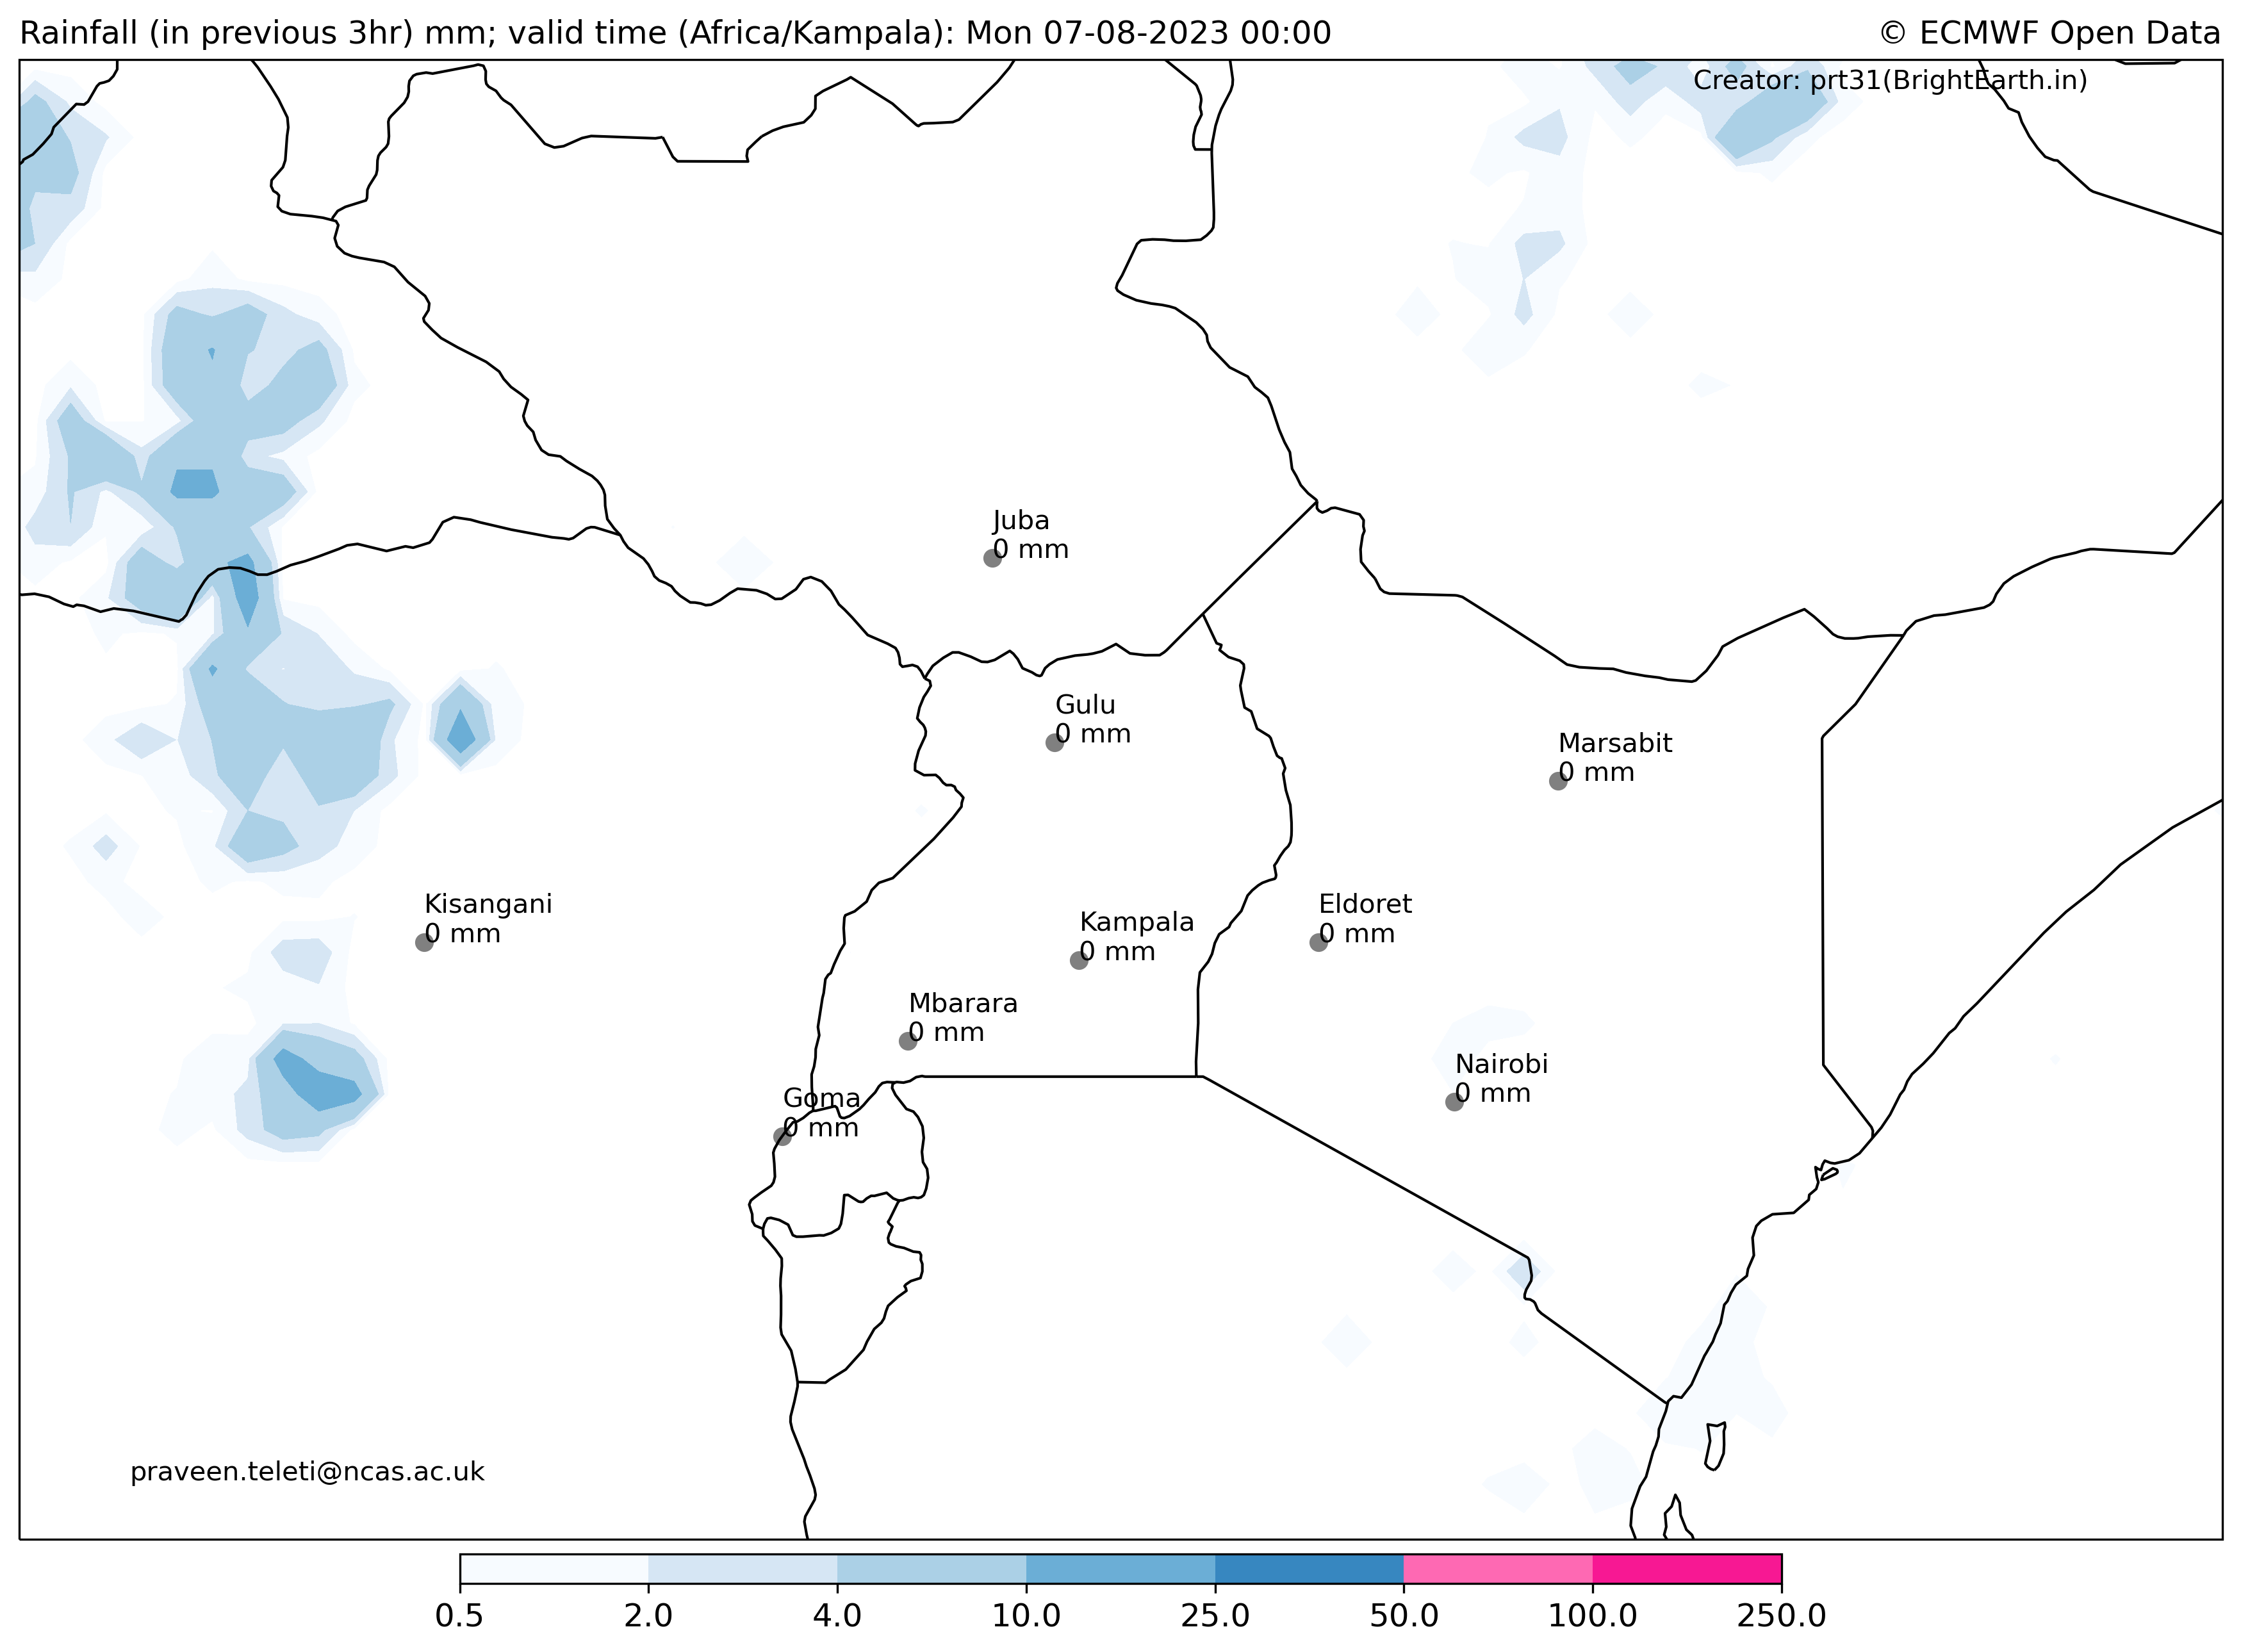 Rainfall (in previous 3hr) mm; valid time (Africa/Kampala): Mon 07-08-2023 00:00
© ECMWF Open Data
Creator: prt31(BrightEarth.in)
Juba
0 mm
Gulu
0 mm
Marsabit
0 mm
Kisangani
0 mm
Eldoret
0 mm
Kampala
0 mm
Mbarara
0 mm
Nairobi
0 mm
Goma
0 mm
praveen.teleti@ncas.ac.uk
0.5 2.0 4.0 10.0 25.0 50.0 100.0 250.0